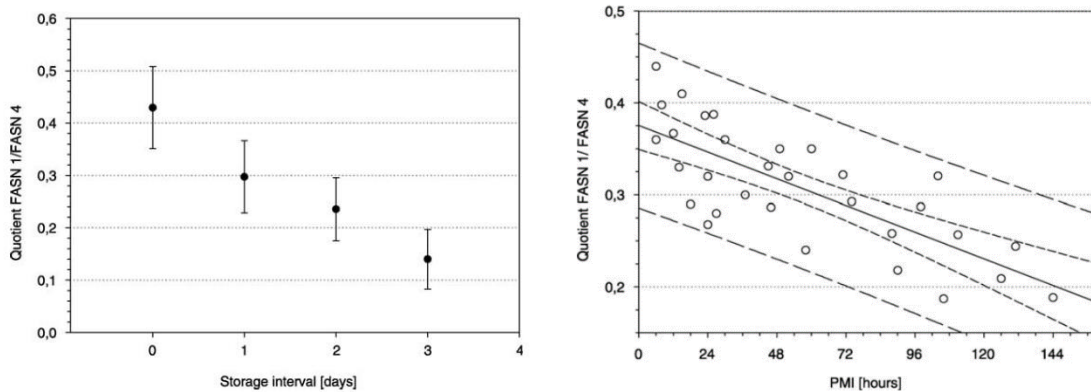 0,6
0,5
0,4
0,3
0,2
0,1
0,0
Quotient FASN 1/FASN 4
0 1 2 3 4
Storage interval [days]
0,5
0,4
0,3
0,2
Quotient FASN 1/ FASN 4
0 24 48 72 96 120 144
PMI [hours]